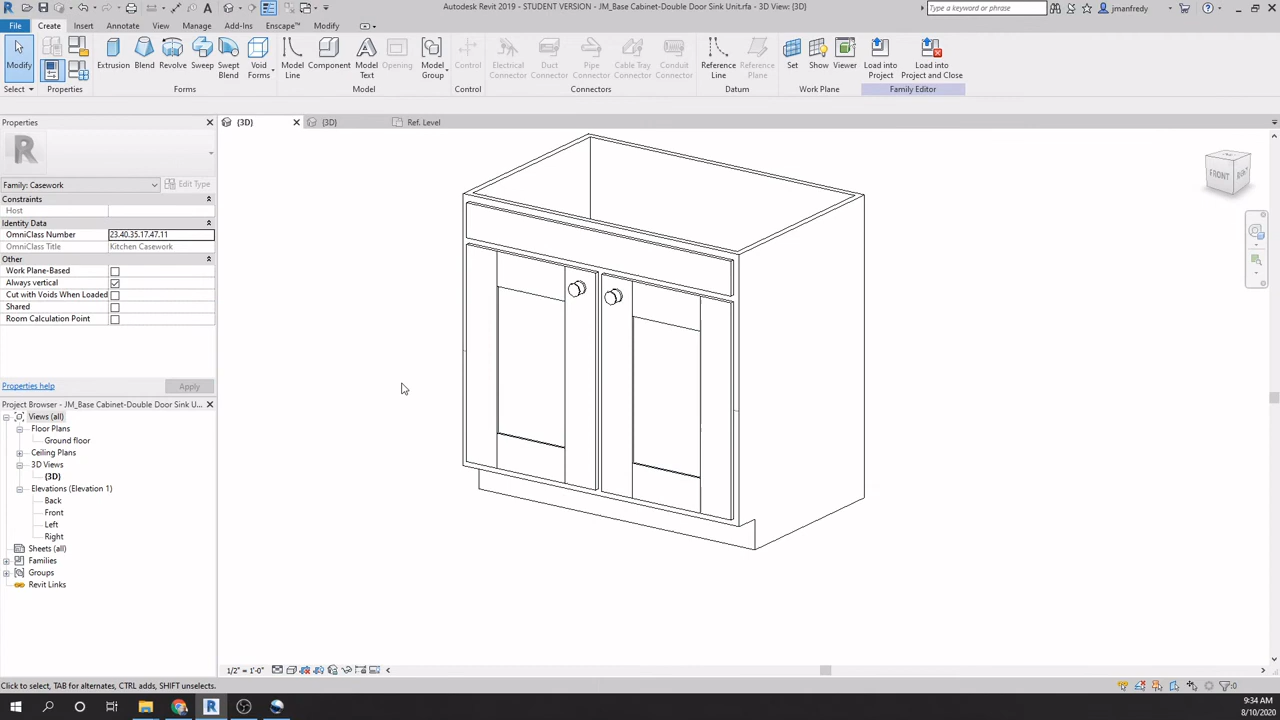 Autodesk Revit 2019 - STUDENT VERSION - JM_Base Cabinet-Double Door Sink Unit.rfa - 3D View: {3D}
Type a keyword or phrase
jmanfredy
File Create Insert Annotate View Manage Add-Ins Enscape™ Modify
Modify Extrusion Blend Revolve Sweep Swept Blend Void Forms Model Line Component Model Text Opening Model Group Control Electrical Connector Duct Connector Pipe Connector Cable Tray Connector Conduit Connector Reference Line Reference Plane Set Show Viewer Load into Project Load into Project and Close
Select Properties Forms Model Control Connectors Datum Work Plane Family Editor
Properties
{3D} {3D} Ref. Level
R
Family: Casework Edit Type
Constraints
Host
Identity Data
OmniClass Number 23.40.35.17.47.11
OmniClass Title Kitchen Casework
Other
Work Plane-Based
Always vertical
Cut with Voids When Loaded
Shared
Room Calculation Point
Properties help Apply
Project Browser - JM_Base Cabinet-Double Door Sink U...
Views (all)
Floor Plans
Ground floor
Ceiling Plans
3D Views
{3D}
Elevations (Elevation 1)
Back
Front
Left
Right
Sheets (all)
Families
Groups
Revit Links
FRONT
1/2" = 1'-0"
Click to select, TAB for alternates, CTRL adds, SHIFT unselects.
:0
9:34 AM
8/10/2020